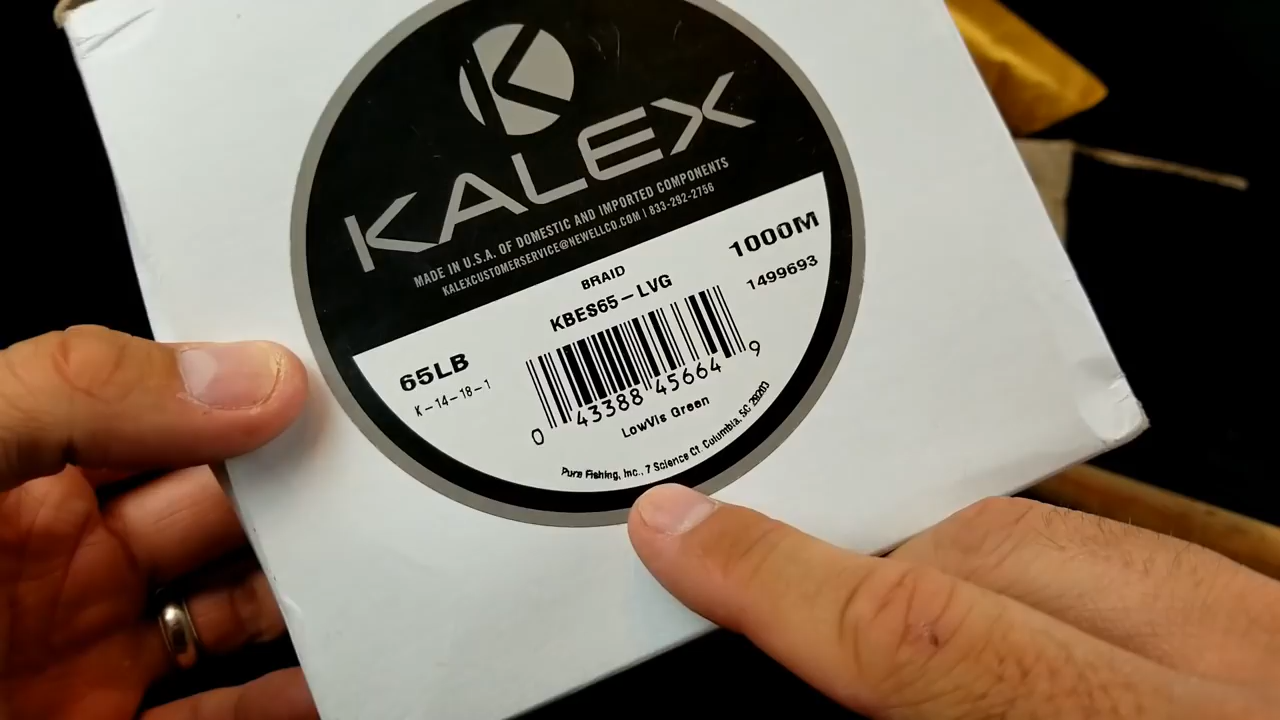 K
KALEX
MADE IN U.S.A. OF DOMESTIC AND IMPORTED COMPONENTS
KALEXCUSTOMERSERVICE@NEWELLCO.COM | 833-292-2756
BRAID
1000M
KBES65-LVG
1499693
65LB
K-14-18-1
0 43388 45664 9
LowVis Green
Pure Fishing, Inc., 7 Science Ct. Columbia, SC 29203